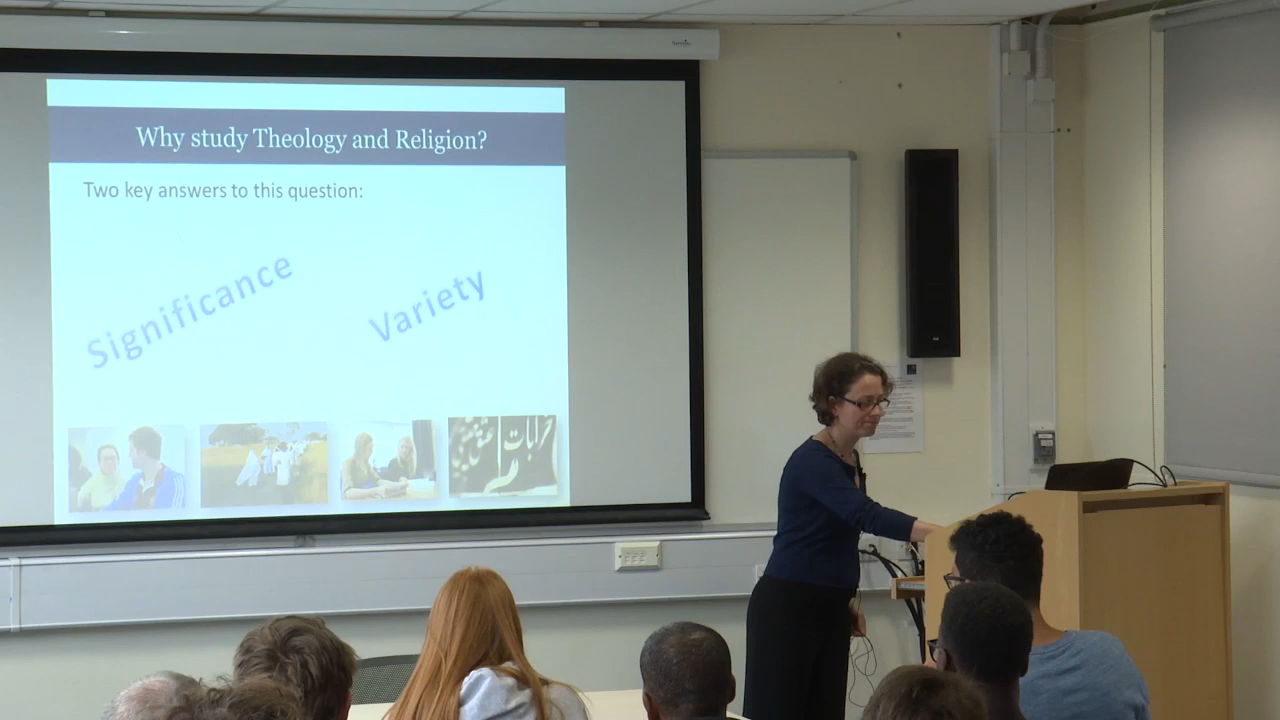 Why study Theology and Religion?
Two key answers to this question:
Significance
Variety